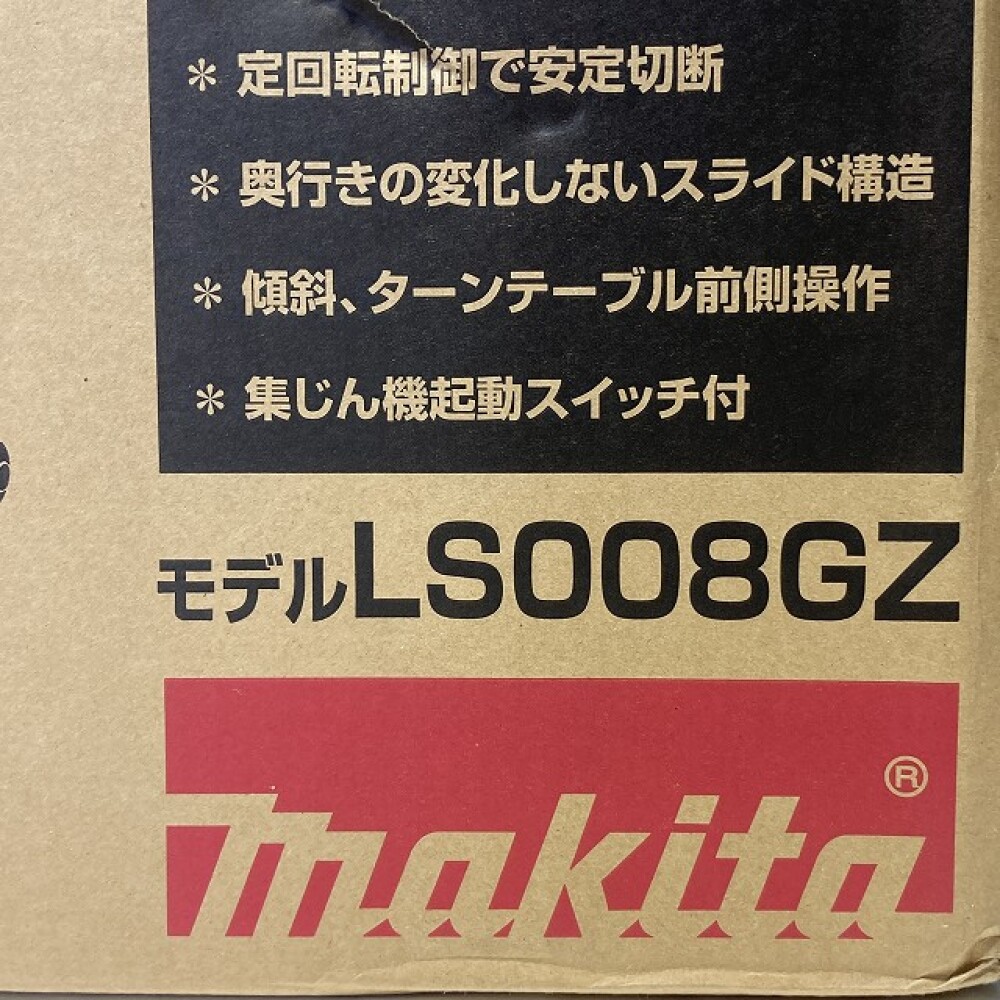 * 定回転制御で安定切断
* 奥行きの変化しないスライド構造
* 傾斜、ターンテーブル前側操作
* 集じん機起動スイッチ付
モデルLS008GZ
makita®